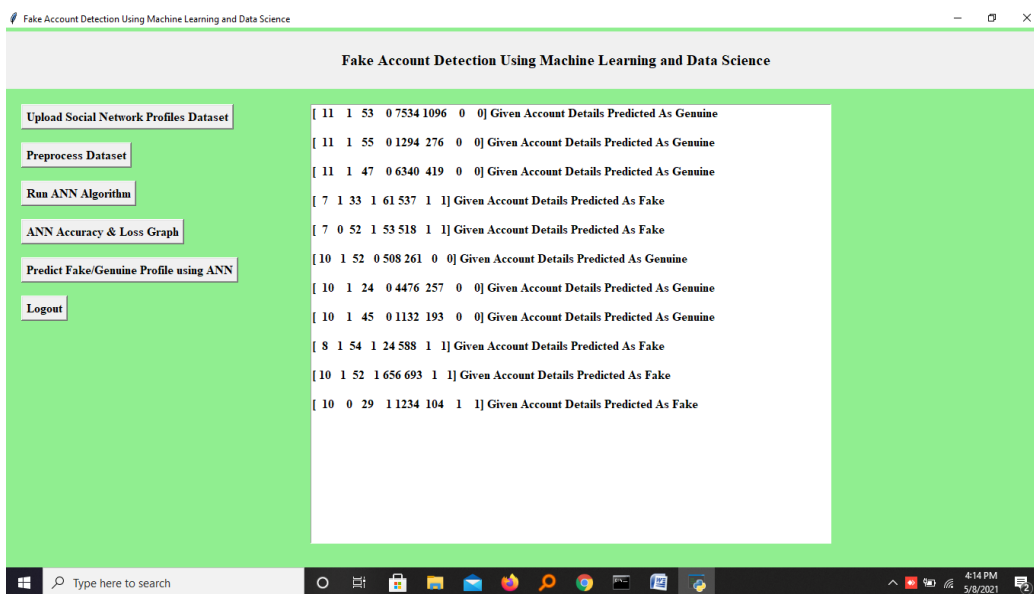 Fake Account Detection Using Machine Learning and Data Science
Fake Account Detection Using Machine Learning and Data Science
Upload Social Network Profiles Dataset
Preprocess Dataset
Run ANN Algorithm
ANN Accuracy & Loss Graph
Predict Fake/Genuine Profile using ANN
Logout
[ 11 1 53 0 7534 1096 0 0] Given Account Details Predicted As Genuine
[ 11 1 55 0 1294 276 0 0] Given Account Details Predicted As Genuine
[ 11 1 47 0 6340 419 0 0] Given Account Details Predicted As Genuine
[ 7 1 33 1 61 537 1 1] Given Account Details Predicted As Fake
[ 7 0 52 1 53 518 1 1] Given Account Details Predicted As Fake
[10 1 52 0 508 261 0 0] Given Account Details Predicted As Genuine
[ 10 1 24 0 4476 257 0 0] Given Account Details Predicted As Genuine
[ 10 1 45 0 1132 193 0 0] Given Account Details Predicted As Genuine
[ 8 1 54 1 24 588 1 1] Given Account Details Predicted As Fake
[ 10 1 52 1 656 693 1 1] Given Account Details Predicted As Fake
[ 10 0 29 1 1234 104 1 1] Given Account Details Predicted As Fake
Type here to search
4:14 PM
5/8/2021
2